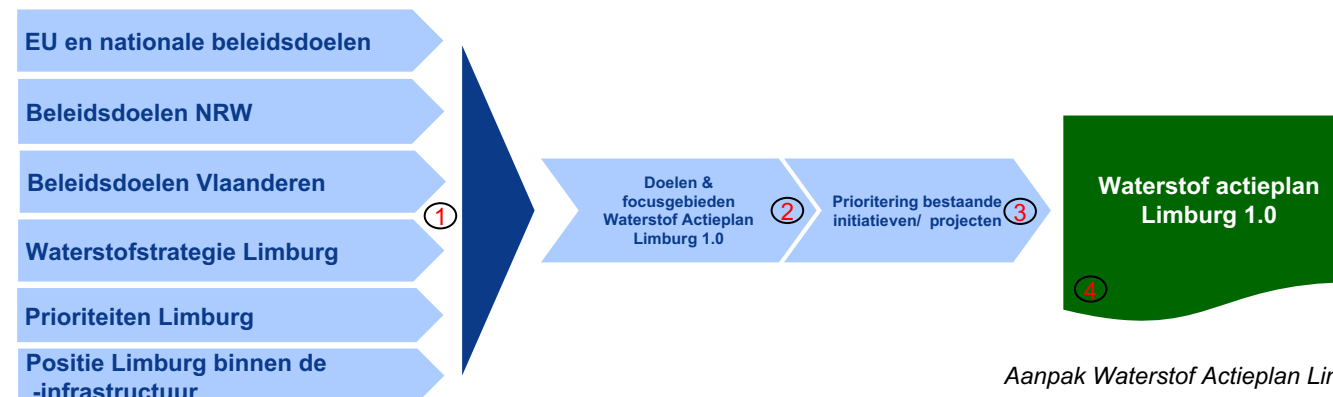 EU en nationale beleidsdoelen
Beleidsdoelen NRW
Beleidsdoelen Vlaanderen
Waterstofstrategie Limburg
Prioriteiten Limburg
Positie Limburg binnen de
-infrastructuur
1
Doelen &
focusgebieden
Waterstof Actieplan
Limburg 1.0
2
Prioritering bestaande
initiatieven/ projecten
3
Waterstof actieplan
Limburg 1.0
4
Aanpak Waterstof Actieplan